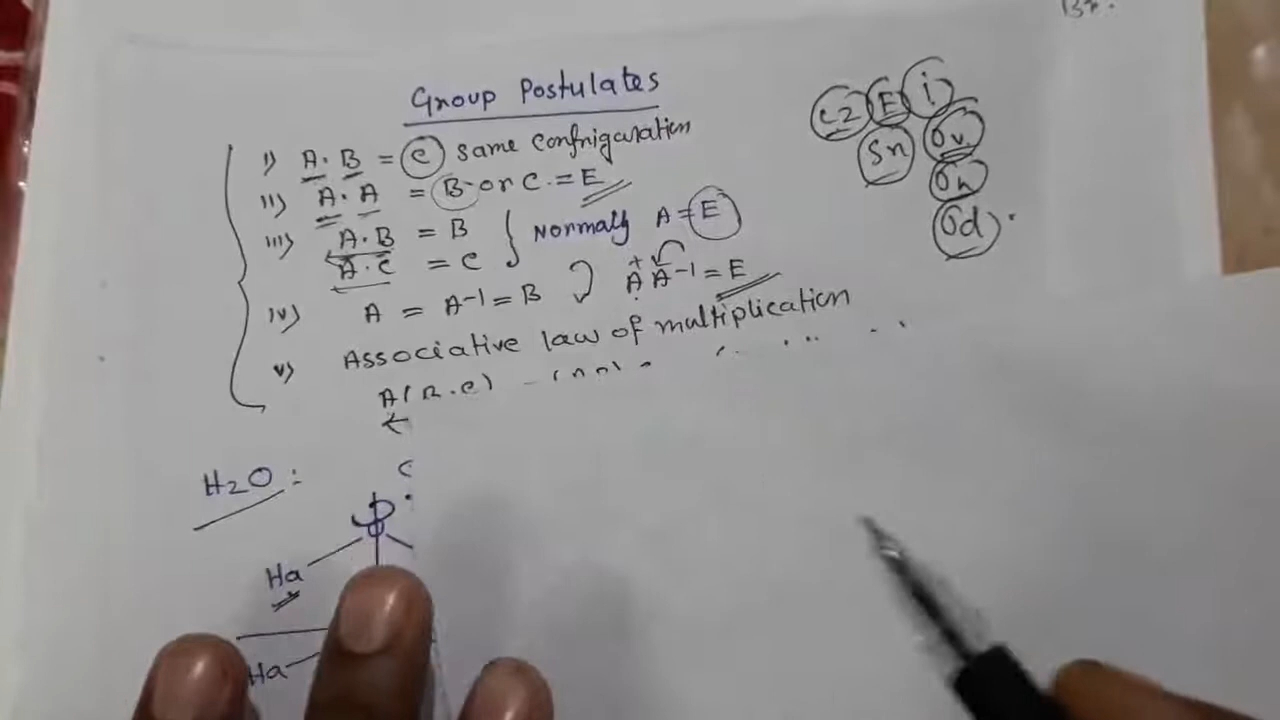 Group Postulates
i) A. B = C same confrigaration
ii) A. A = B or C. = E
iii) A.B = B
A.C = C
Normally A = E
iv) A = A-1 = B
A A-1 = E
v) Associative law of multiplication
A(B.C)
C2 E i
Sn σv
σh
σd
H2O:
Ha
Ha